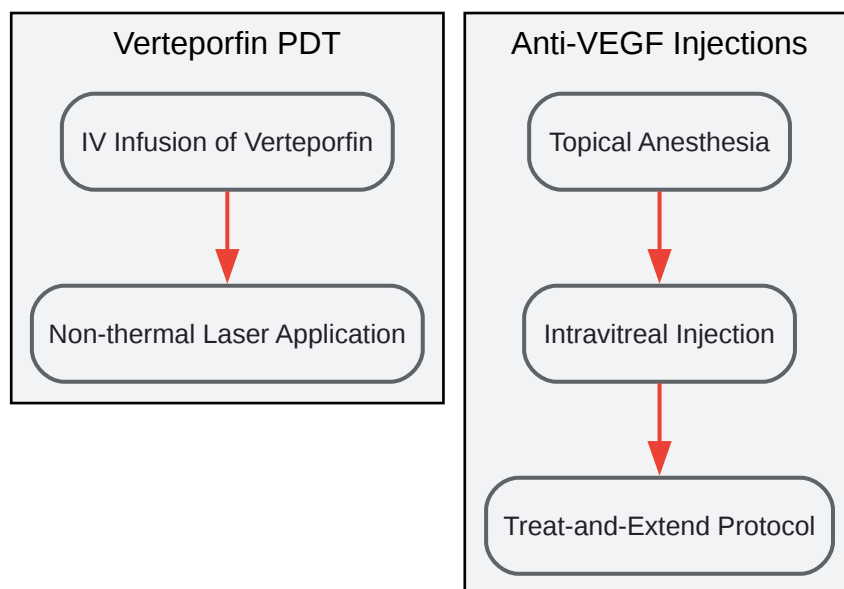 Verteporfin PDT
IV Infusion of Verteporfin
Non-thermal Laser Application
Anti-VEGF Injections
Topical Anesthesia
Intravitreal Injection
Treat-and-Extend Protocol